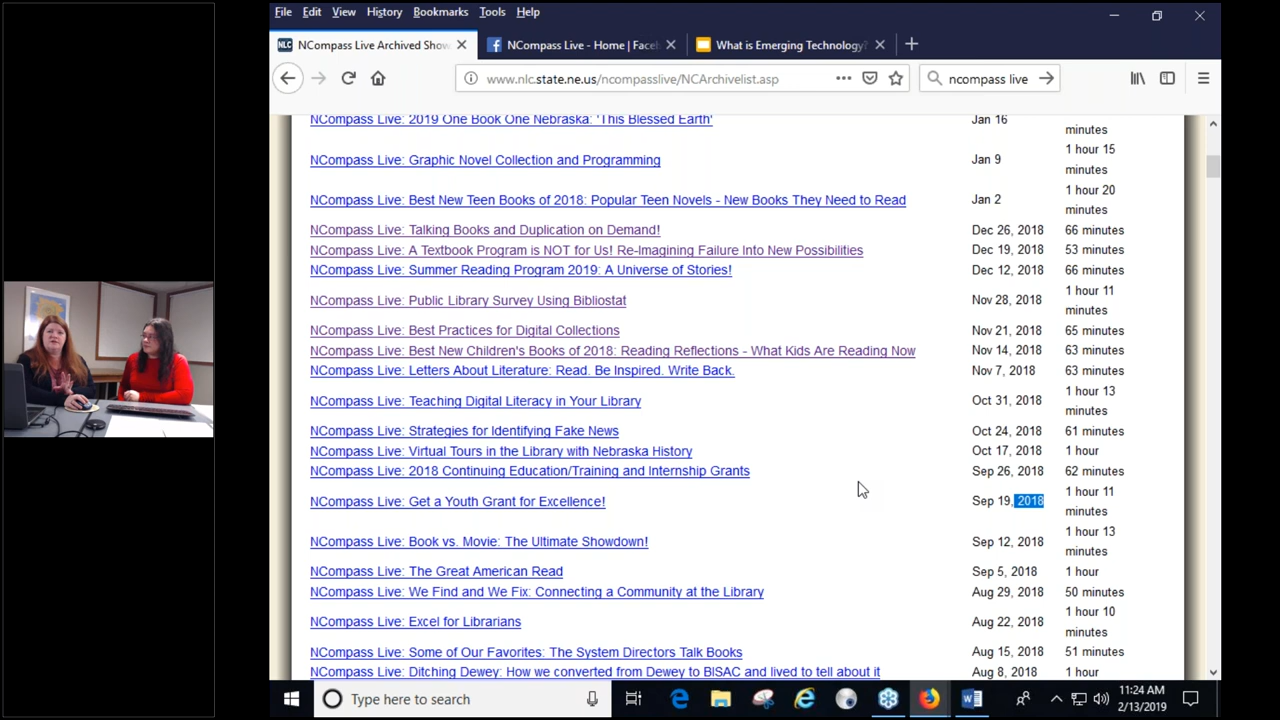 File Edit View History Bookmarks Tools Help
NLC NCompass Live Archived Show
NCompass Live - Home | Face
What is Emerging Technology?
www.nlc.state.ne.us/ncompasslive/NCArchivelist.asp
ncompass live
NCompass Live: 2019 One Book One Nebraska: 'This Blessed Earth' Jan 16
minutes
NCompass Live: Graphic Novel Collection and Programming Jan 9 1 hour 15
minutes
NCompass Live: Best New Teen Books of 2018: Popular Teen Novels - New Books They Need to Read Jan 2 1 hour 20
minutes
NCompass Live: Talking Books and Duplication on Demand! Dec 26, 2018 66 minutes
NCompass Live: A Textbook Program is NOT for Us! Re-Imagining Failure Into New Possibilities Dec 19, 2018 53 minutes
NCompass Live: Summer Reading Program 2019: A Universe of Stories! Dec 12, 2018 66 minutes
NCompass Live: Public Library Survey Using Bibliostat Nov 28, 2018 1 hour 11
minutes
NCompass Live: Best Practices for Digital Collections Nov 21, 2018 65 minutes
NCompass Live: Best New Children's Books of 2018: Reading Reflections - What Kids Are Reading Now Nov 14, 2018 63 minutes
NCompass Live: Letters About Literature: Read. Be Inspired. Write Back. Nov 7, 2018 63 minutes
NCompass Live: Teaching Digital Literacy in Your Library Oct 31, 2018 1 hour 13
minutes
NCompass Live: Strategies for Identifying Fake News Oct 24, 2018 61 minutes
NCompass Live: Virtual Tours in the Library with Nebraska History Oct 17, 2018 1 hour
NCompass Live: 2018 Continuing Education/Training and Internship Grants Sep 26, 2018 62 minutes
NCompass Live: Get a Youth Grant for Excellence! Sep 19, 2018 1 hour 11
minutes
NCompass Live: Book vs. Movie: The Ultimate Showdown! Sep 12, 2018 1 hour 13
minutes
NCompass Live: The Great American Read Sep 5, 2018 1 hour
NCompass Live: We Find and We Fix: Connecting a Community at the Library Aug 29, 2018 50 minutes
NCompass Live: Excel for Librarians Aug 22, 2018 1 hour 10
minutes
NCompass Live: Some of Our Favorites: The System Directors Talk Books Aug 15, 2018 51 minutes
NCompass Live: Ditching Dewey: How we converted from Dewey to BISAC and lived to tell about it Aug 8, 2018 1 hour
Type here to search
11:24 AM
2/13/2019